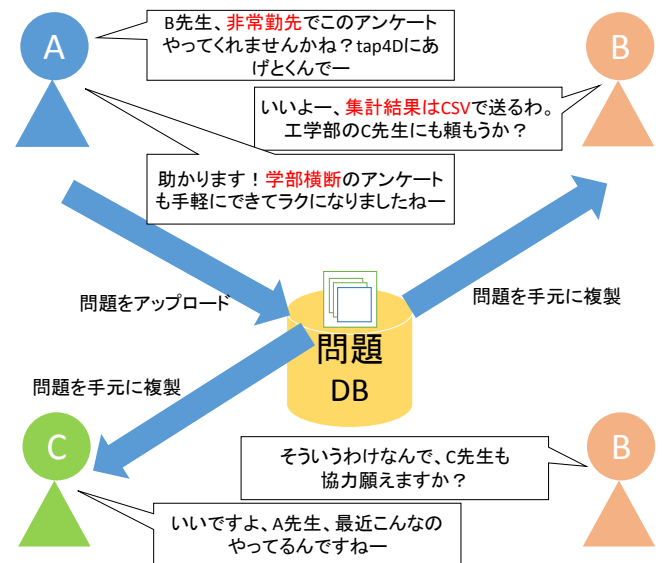 A
B先生、非常勤先でこのアンケート
やってくれませんかね？tap4Dにあ
げとくんでー
B
いいよー、集計結果はCSVで送るわ。
工学部のC先生にも頼もうか？
助かります！学部横断のアンケート
も手軽にできてラクになりましたねー
問題をアップロード
問題を手元に複製
問題
DB
問題を手元に複製
C
そういうわけなんで、C先生も
協力願えますか？
B
いいですよ、A先生、最近こんなの
やってるんですねー